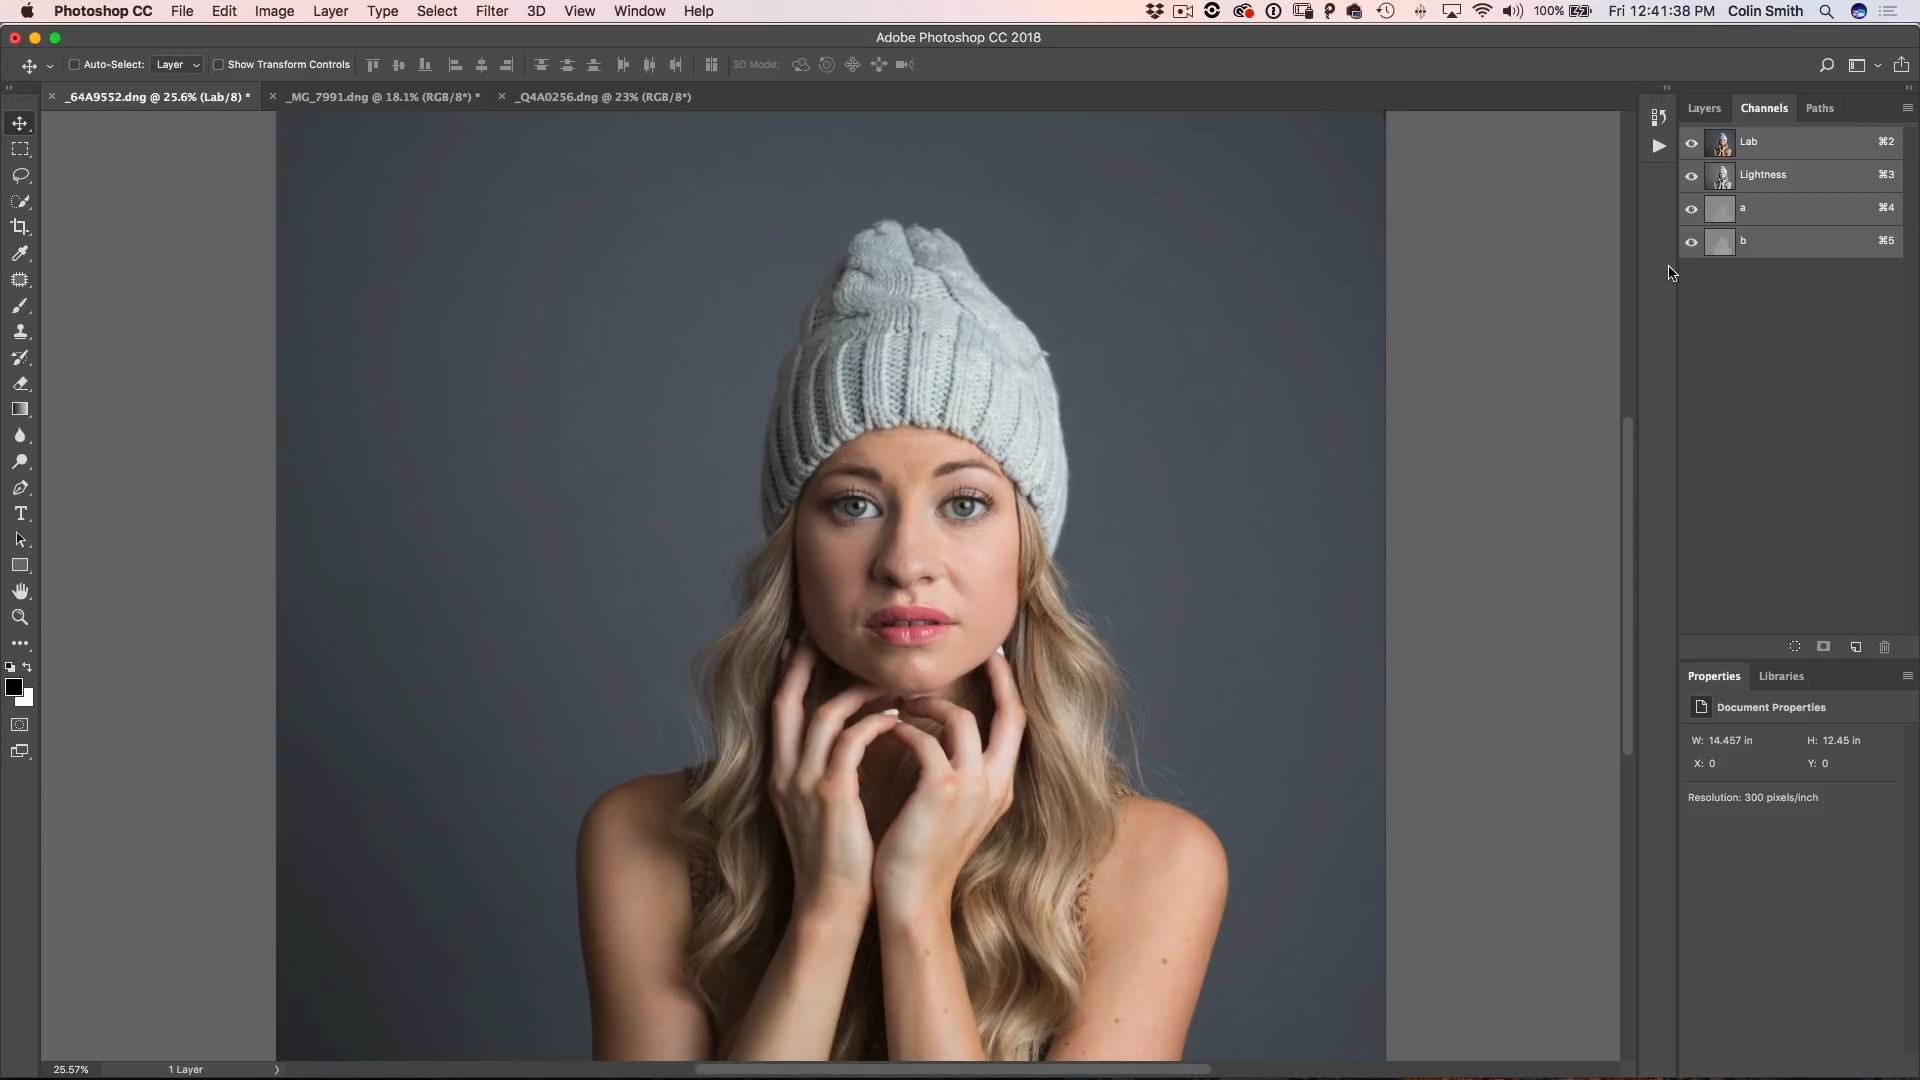 Photoshop CC File Edit Image Layer Type Select Filter 3D View Window Help 100% Fri 12:41:38 PM Colin Smith
Adobe Photoshop CC 2018
Auto-Select: Layer Show Transform Controls 3D Mode:
_64A9552.dng @ 25.6% (Lab/8) * _MG_7991.dng @ 18.1% (RGB/8*) * _Q4A0256.dng @ 23% (RGB/8*)
Layers Channels Paths
Lab ⌘2
Lightness ⌘3
a ⌘4
b ⌘5
Properties Libraries
Document Properties
W: 14.457 in H: 12.45 in
X: 0 Y: 0
Resolution: 300 pixels/inch
25.57% 1 Layer